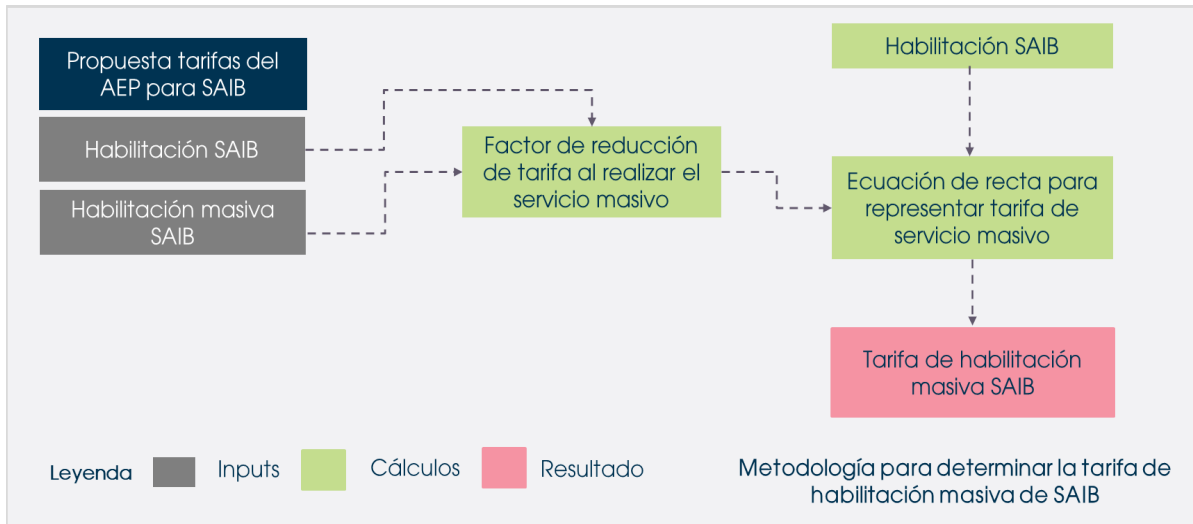 Propuesta tarifas del
AEP para SAIB
Habilitación SAIB
Habilitación masiva
SAIB
Factor de reducción
de tarifa al realizar el
servicio masivo
Habilitación SAIB
Ecuación de recta para
representar tarifa de
servicio masivo
Tarifa de habilitación
masiva SAIB
Leyenda
Inputs
Cálculos
Resultado
Metodología para determinar la tarifa de
habilitación masiva de SAIB